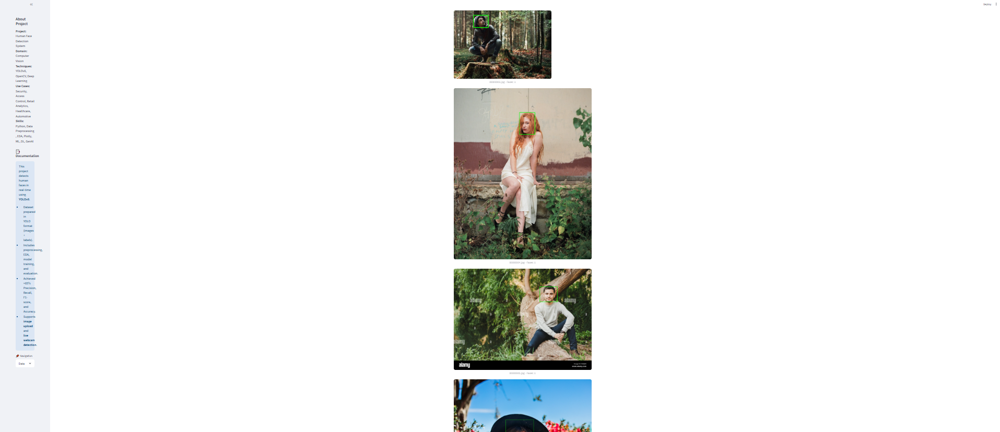 Deploy
About
Project
Project:
Human Face
Detection
System
Domain:
Computer
Vision
Techniques:
YOLOv8,
OpenCV, Deep
Learning
Use Cases:
Security,
Access
Control, Retail
Analytics,
Healthcare,
Automotive
Skills:
Python, Data
Preprocessing
, EDA, Plotly,
ML, DL, GenAI
Documentation
This
project
detects
human
faces in
real-time
using
YOLOv8.
Dataset
prepared
in
YOLO
format
(images
+
labels).
Includes
preprocessing,
EDA,
model
training,
and
evaluation.
Achieved
Precision,
Recall,
F1-
score,
and
Accuracy.
Supports
image
upload
and
live
webcam
detection.
Navigation
Data
00000003.jpg - Faces: 1
00000004.jpg - Faces: 1
alamy
alamy
alamy
alamy
alamy
alamy
www.alamy.com
00000005.jpg - Faces: 1